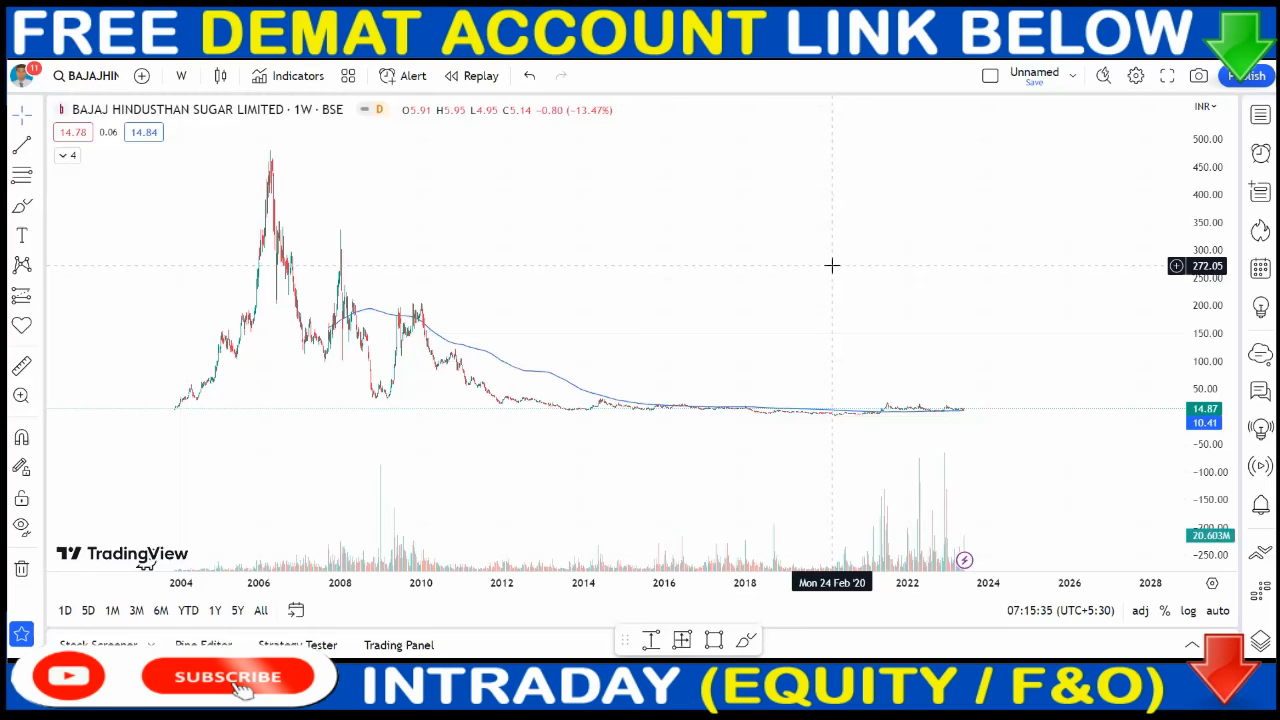 FREE DEMAT ACCOUNT LINK BELOW
11
BAJAJHIN
W
Indicators
Alert
Replay
Unnamed
Save
Publish
BAJAJ HINDUSTHAN SUGAR LIMITED · 1W · BSE
D
O5.91 H5.95 L4.95 C5.14 -0.80 (-13.47%)
INR
14.78 0.06 14.84
4
500.00
450.00
400.00
350.00
300.00
272.05
250.00
200.00
150.00
100.00
50.00
14.87
10.41
-50.00
-100.00
-150.00
-200.00
20.603M
-250.00
TradingView
2004 2006 2008 2010 2012 2014 2016 2018 Mon 24 Feb '20 2022 2024 2026 2028
1D 5D 1M 3M 6M YTD 1Y 5Y All
07:15:35 (UTC+5:30) adj % log auto
Stock Screener Pine Editor Strategy Tester Trading Panel
SUBSCRIBE
INTRADAY (EQUITY / F&O)